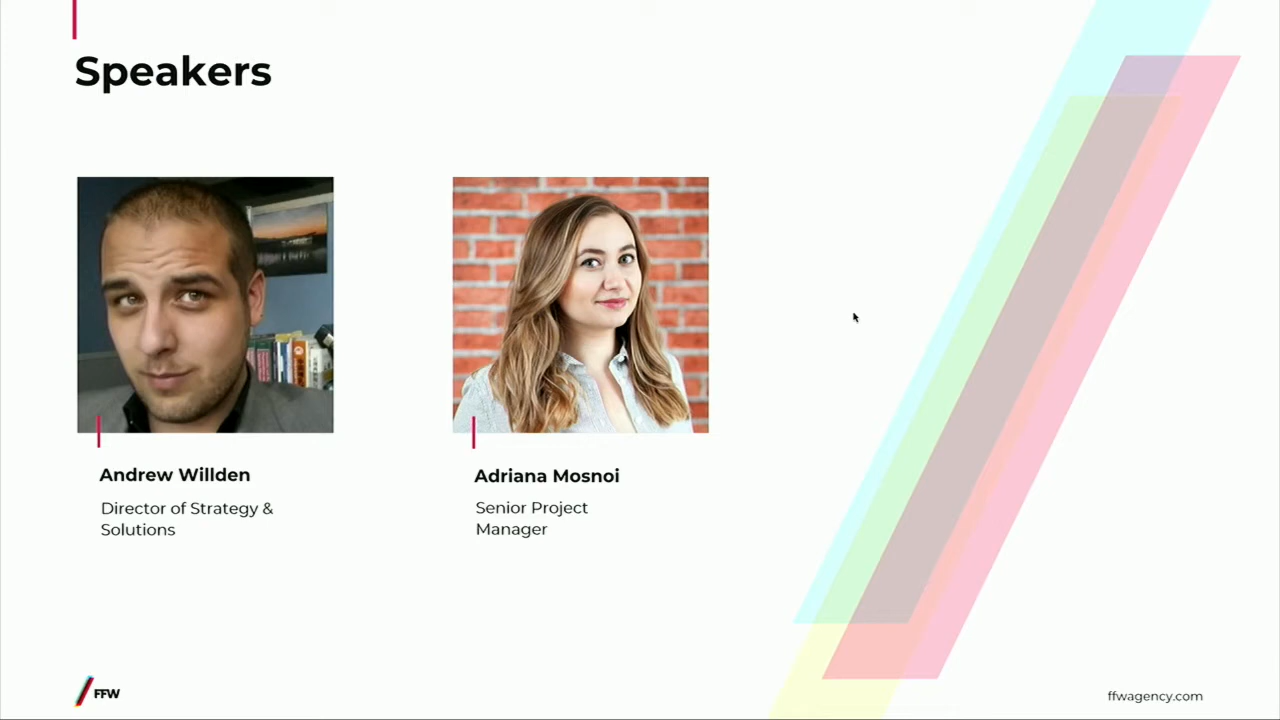 Speakers
Andrew Willden
Director of Strategy &
Solutions
Adriana Mosnoi
Senior Project
Manager
FFW
ffwagency.com